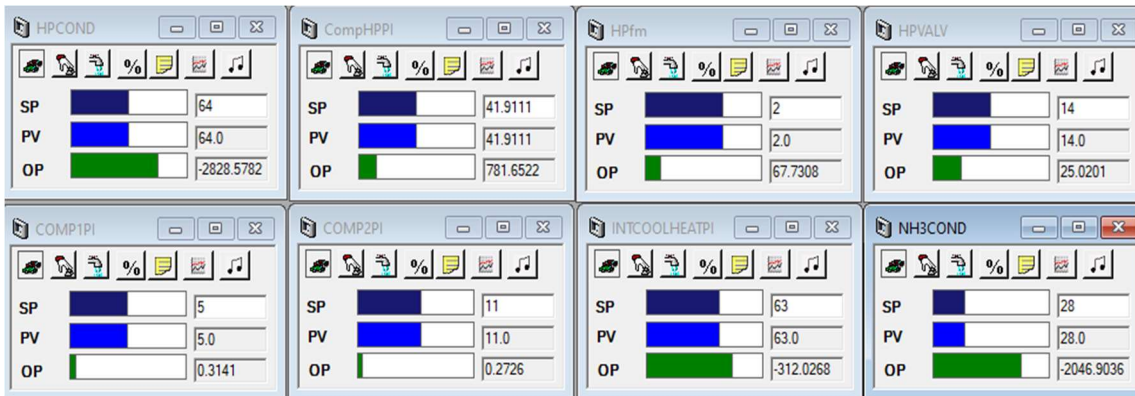 HPCOND
%
SP 64
PV 64.0
OP -2828.5782
CompHPPI
%
SP 41.9111
PV 41.9111
OP 781.6522
HPfm
%
SP 2
PV 2.0
OP 67.7308
HPVALV
%
SP 14
PV 14.0
OP 25.0201
COMP1PI
%
SP 5
PV 5.0
OP 0.3141
COMP2PI
%
SP 11
PV 11.0
OP 0.2726
INTCOOLHEATPI
%
SP 63
PV 63.0
OP -312.0268
NH3COND
%
SP 28
PV 28.0
OP -2046.9036